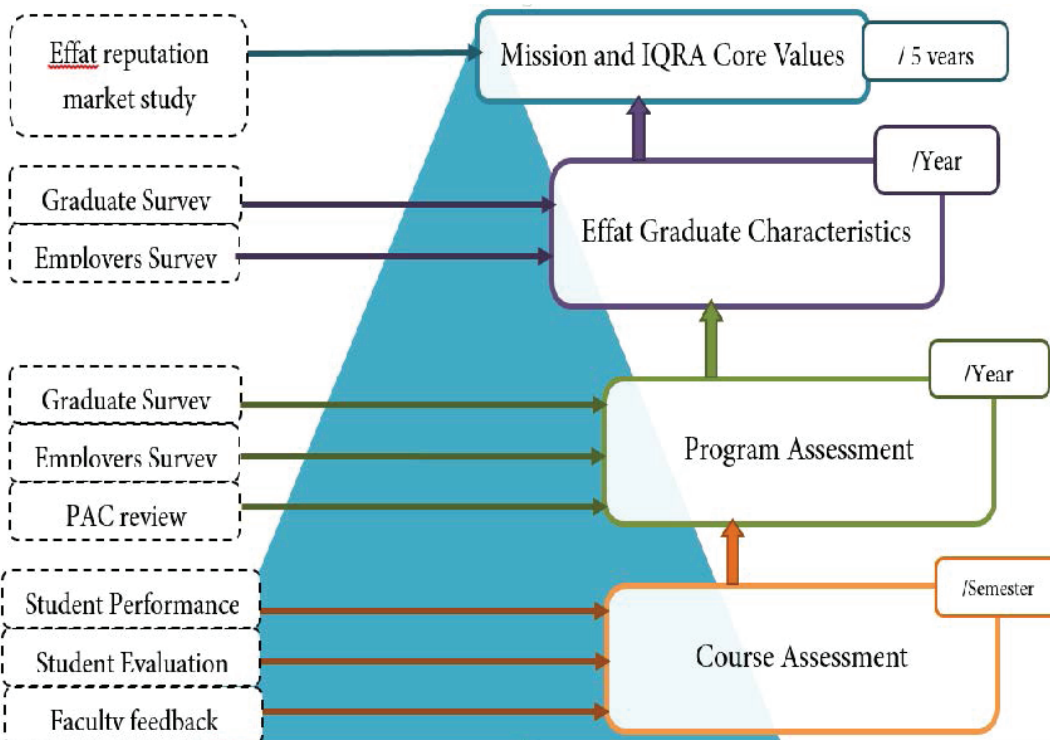 Effat reputation
market study
Mission and IQRA Core Values
/ 5 years
Graduate Survey
Employers Survey
Effat Graduate Characteristics
/Year
Graduate Survey
Employers Survey
PAC review
Program Assessment
/Year
Student Performance
Student Evaluation
Faculty feedback
Course Assessment
/Semester